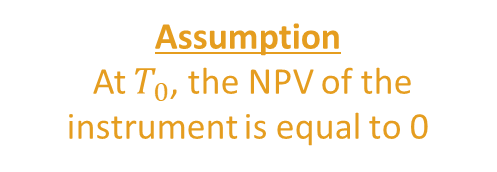 Assumption
At T₀, the NPV of the
instrument is equal to 0